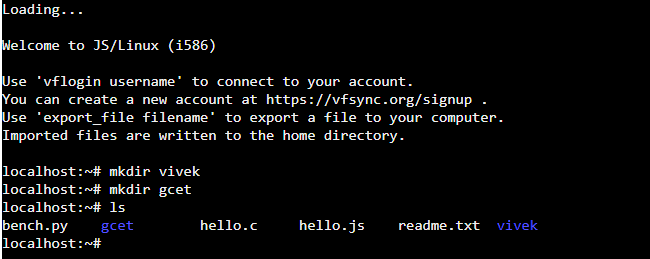 Loading...
Welcome to JS/Linux (i586)
Use 'vflogin username' to connect to your account.
You can create a new account at https://vfsync.org/signup .
Use 'export_file filename' to export a file to your computer.
Imported files are written to the home directory.
localhost:~# mkdir vivek
localhost:~# mkdir gcet
localhost:~# ls
bench.py    gcet        hello.c     hello.js    readme.txt  vivek
localhost:~#